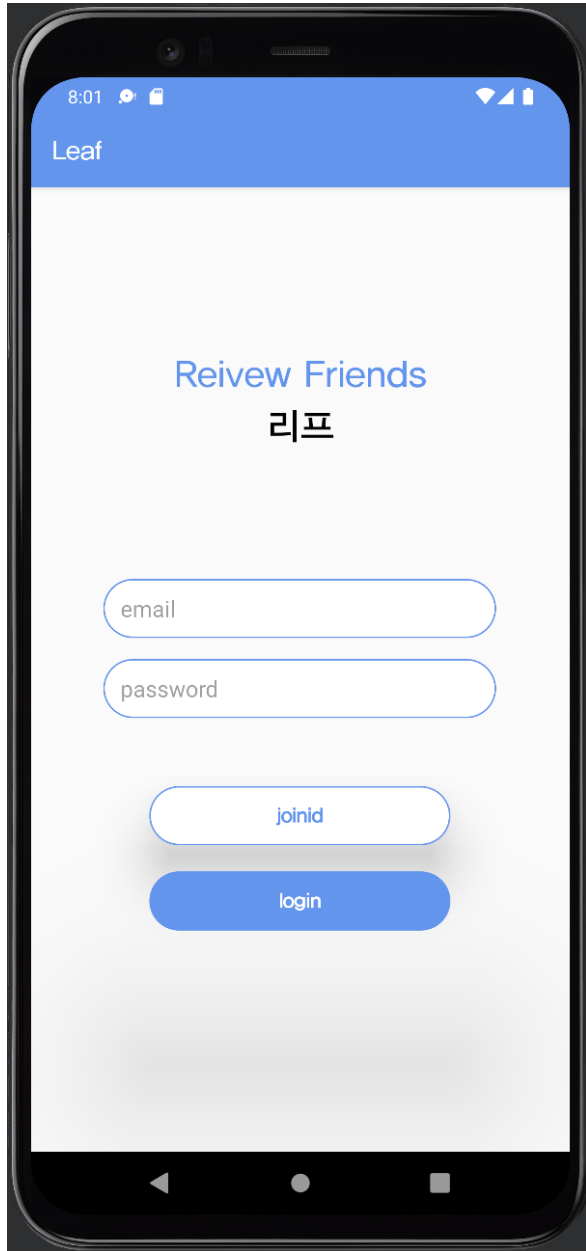 8:01
Leaf
Reivew Friends
리프
email
password
joinid
login